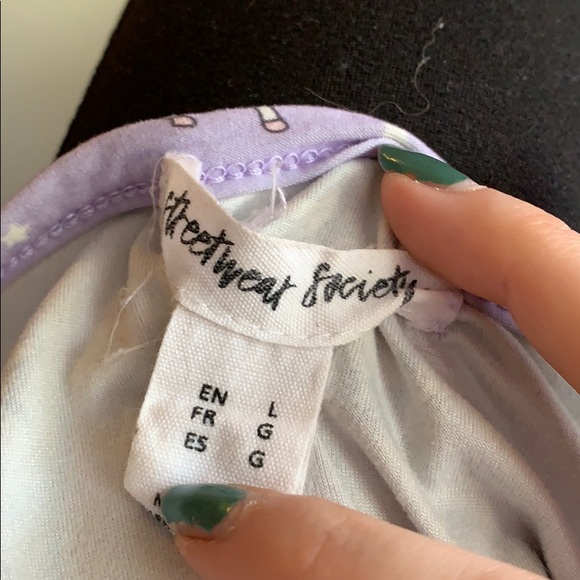 Streetwear Society
EN L
FR G
ES G